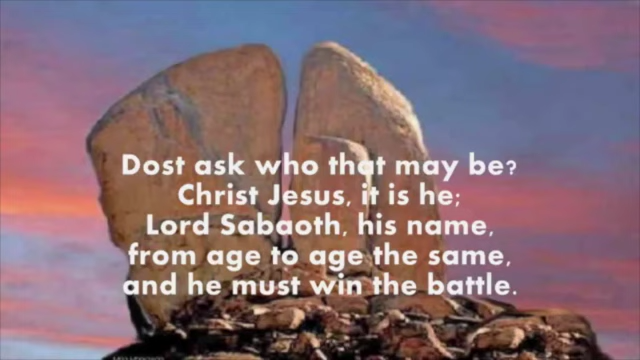 Dost ask who that may be?
Christ Jesus, it is he;
Lord Sabaoth, his name,
from age to age the same,
and he must win the battle.